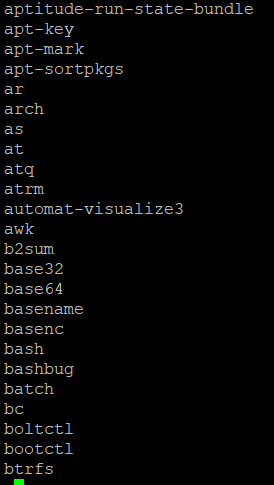 aptitude-run-state-bundle
apt-key
apt-mark
apt-sortpkgs
ar
arch
as
at
atq
atrm
automat-visualize3
awk
b2sum
base32
base64
basename
basenc
bash
bashbug
batch
bc
boltctl
bootctl
btrfs